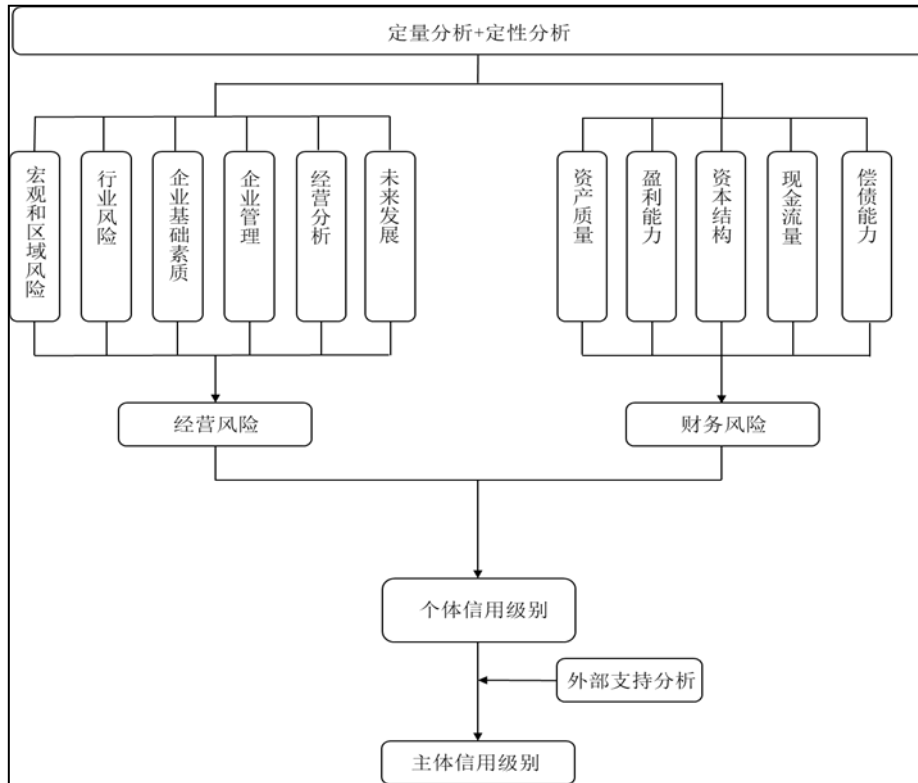 定量分析+定性分析
宏观和区域风险
行业风险
企业基础素质
企业管理
经营分析
未来发展
资产质量
盈利能力
资本结构
现金流量
偿债能力
经营风险
财务风险
个体信用级别
外部支持分析
主体信用级别